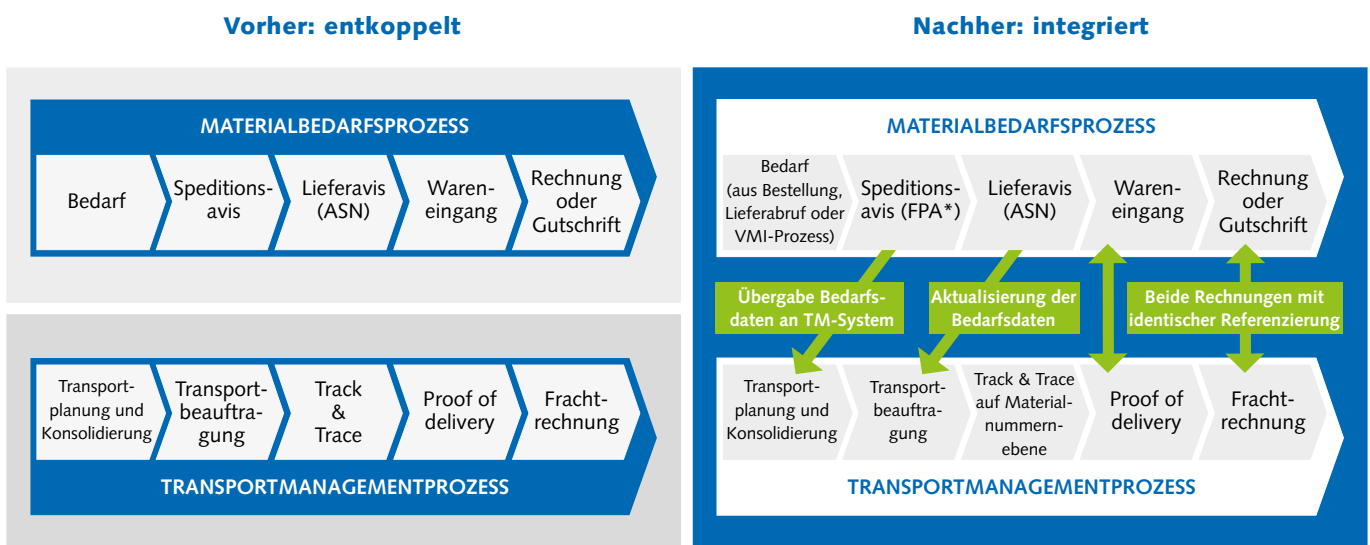 Vorher: entkoppelt
MATERIALBEDARFSPROZESS
Bedarf
Speditions-
avis
Lieferavis
(ASN)
Waren-
eingang
Rechnung
oder
Gutschrift
Transport-
planung und
Konsolidierung
Transport-
beauftra-
gung
Track
&
Trace
Proof of
delivery
Fracht-
rechnung
TRANSPORTMANAGEMENTPROZESS
Nachher: integriert
MATERIALBEDARFSPROZESS
Bedarf
(aus Bestellung,
Lieferabruf oder
VMI-Prozess)
Speditions-
avis (FPA*)
Lieferavis
(ASN)
Waren-
eingang
Rechnung
oder
Gutschrift
Übergabe Bedarfs-
daten an TM-System
Aktualisierung der
Bedarfsdaten
Beide Rechnungen mit
identischer Referenzierung
Transport-
planung und
Konsolidierung
Transport-
beauftra-
gung
Track & Trace
auf Material-
nummern-
ebene
Proof of
delivery
Fracht-
rechnung
TRANSPORTMANAGEMENTPROZESS